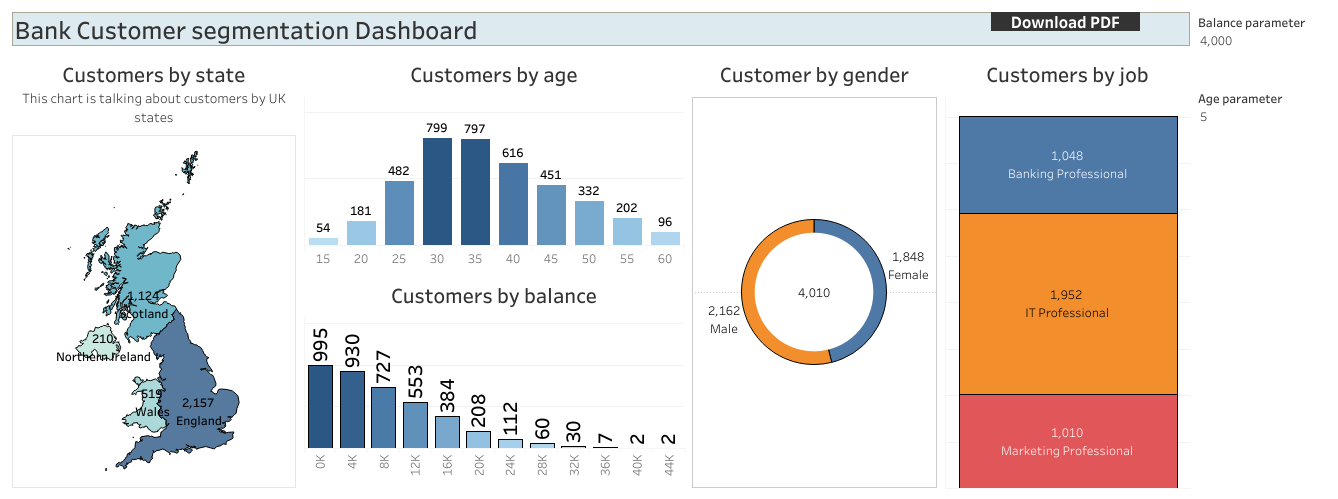 Bank Customer segmentation Dashboard
Download PDF
Balance parameter
4,000
Age parameter
5
Customers by state
This chart is talking about customers by UK
states
1,124
Scotland
210
Northern Ireland
519
Wales
2,157
England
Customers by age
54
181
482
799
797
616
451
332
202
96
15
20
25
30
35
40
45
50
55
60
Customers by balance
995
930
727
553
384
208
112
60
30
7
2
2
0K
4K
8K
12K
16K
20K
24K
28K
32K
36K
40K
44K
Customer by gender
1,848
Female
4,010
2,162
Male
Customers by job
1,048
Banking Professional
1,952
IT Professional
1,010
Marketing Professional